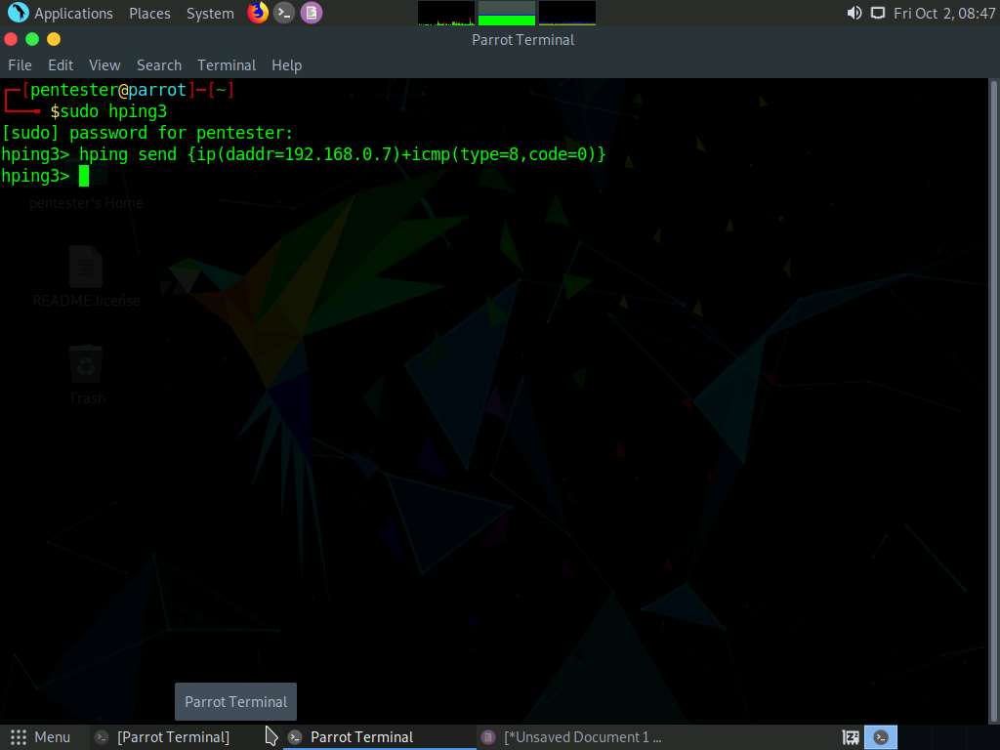 Applications Places System Fri Oct 2, 08:47
Parrot Terminal
File Edit View Search Terminal Help
┌─[pentester@parrot]─[~]
└──╼ $sudo hping3
[sudo] password for pentester:
hping3> hping send {ip(daddr=192.168.0.7)+icmp(type=8,code=0)}
hping3>
pentester's Home
README.license
Trash
Parrot Terminal
Menu [Parrot Terminal] Parrot Terminal [*Unsaved Document 1 ...